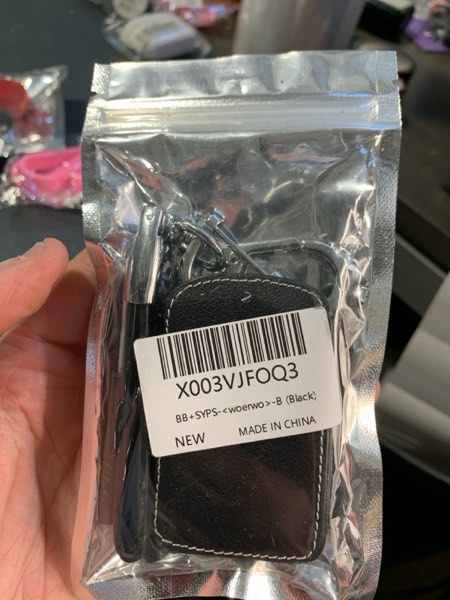 X003VJFOQ3
BB+SYPS-<woerwo>-B (Black)
NEW MADE IN CHINA